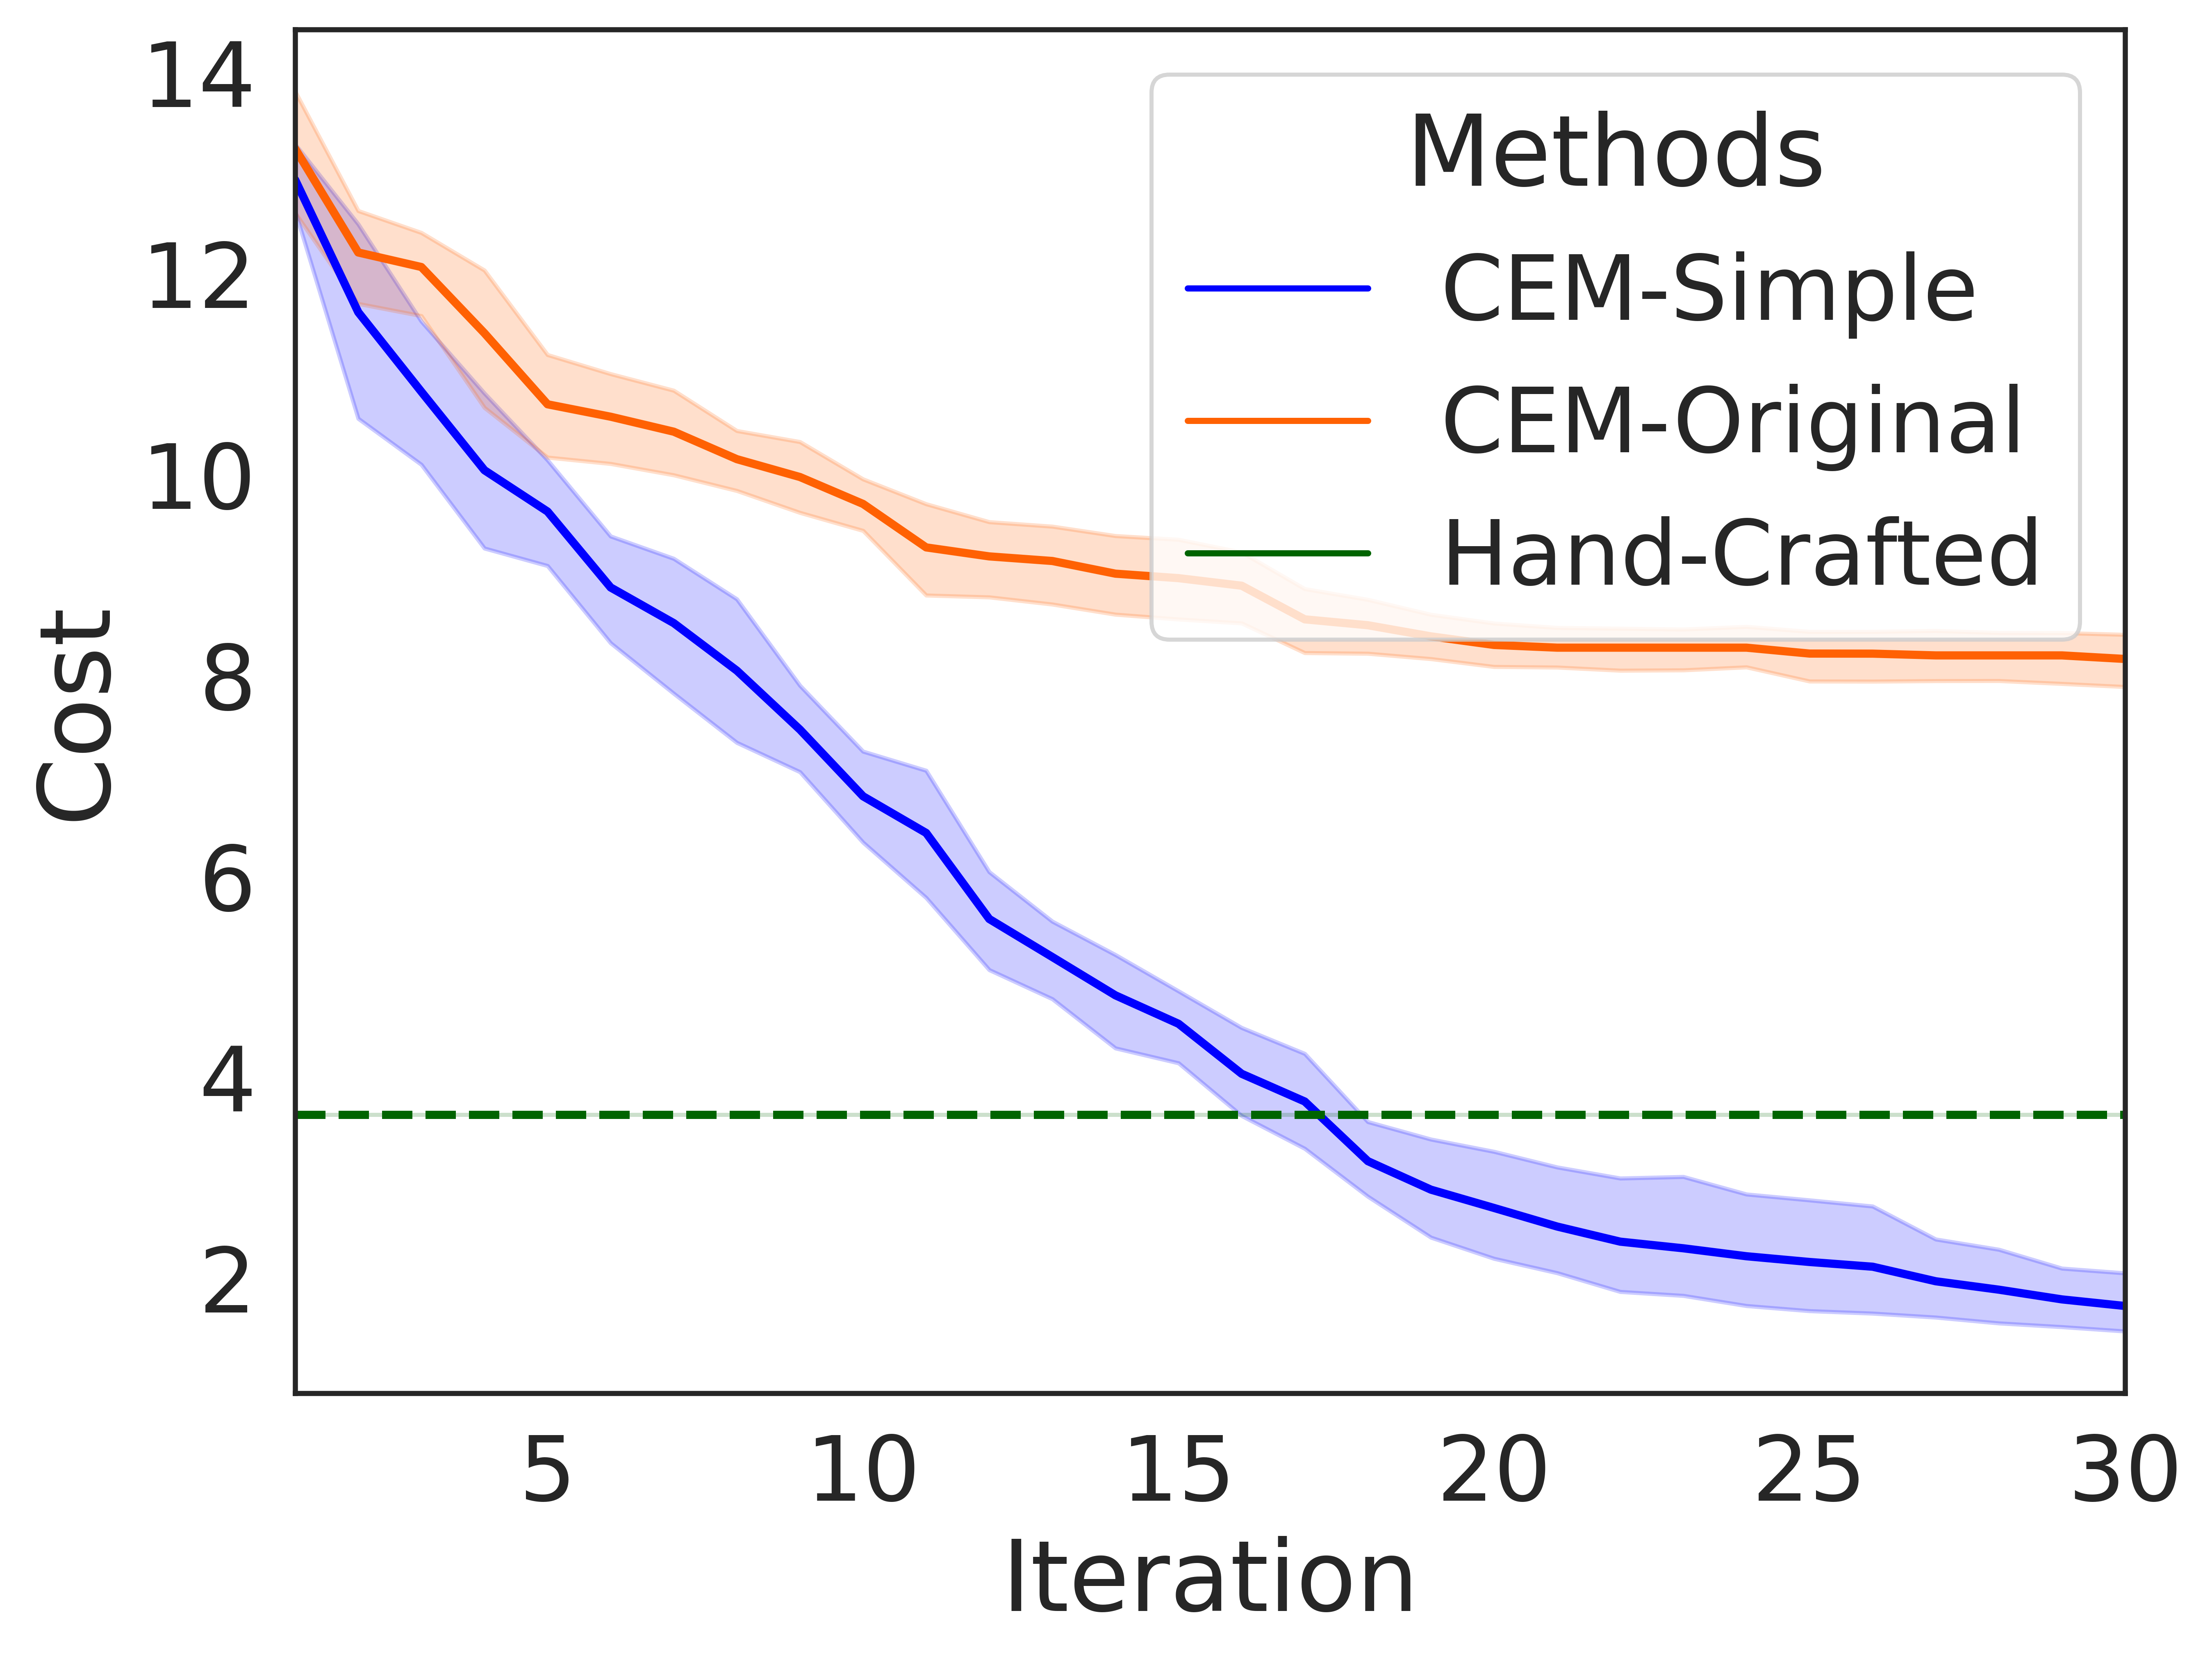 14
12
10
8
6
4
2
Cost
Methods
CEM-Simple
CEM-Original
Hand-Crafted
5 10 15 20 25 30
Iteration